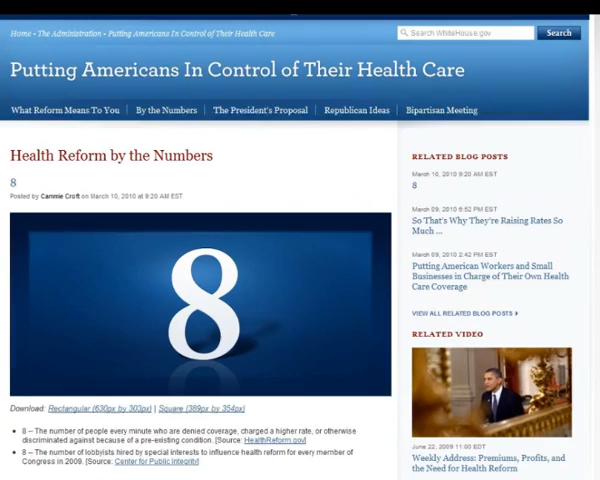 Home • The Administration • Putting Americans In Control of Their Health Care
Search WhiteHouse.gov
Search
Putting Americans In Control of Their Health Care
What Reform Means To You
By the Numbers
The President's Proposal
Republican Ideas
Bipartisan Meeting
Health Reform by the Numbers
8
Posted by Cammie Croft on March 10, 2010 at 9:20 AM EST
8
Download: Rectangular (630px by 303px) | Square (389px by 354px)
• 8 – The number of people every minute who are denied coverage, charged a higher rate, or otherwise
discriminated against because of a pre-existing condition. [Source: HealthReform.gov]
• 8 – The number of lobbyists hired by special interests to influence health reform for every member of
Congress in 2009. [Source: Center for Public Integrity]
RELATED BLOG POSTS
March 10, 2010 9:20 AM EST
8
March 09, 2010 6:52 PM EST
So That's Why They're Raising Rates So
Much ...
March 09, 2010 2:42 PM EST
Putting American Workers and Small
Businesses in Charge of Their Own Health
Care Coverage
VIEW ALL RELATED BLOG POSTS
RELATED VIDEO
June 22, 2009 11:00 EDT
Weekly Address: Premiums, Profits, and
the Need for Health Reform